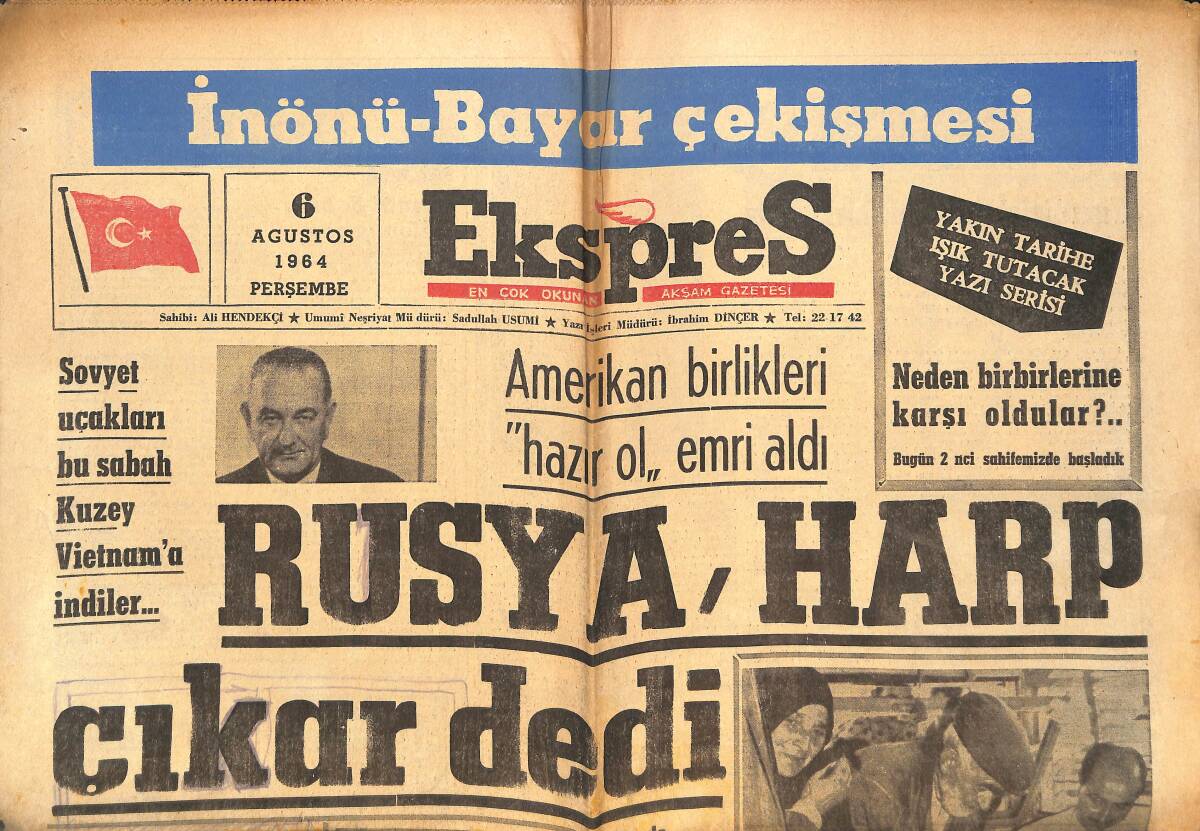 İnönü-Bayar çekişmesi
6
AGUSTOS
1964
PERŞEMBE
EkspreS
EN COK OKUNAN AKŞAM GAZETESİ
Sahibi: Ali HENDEKÇİ ★ Umumî Neşriyat Mü dürü: Sadullah USUMİ ★ Yazı İşleri Müdürü: İbrahim DİNÇER ★ Tel: 22 17 42
YAKIN TARİHE
IŞIK TUTACAK
YAZI SERİSİ
Neden birbirlerine
karşı oldular?..
Bugün 2 nci sahifemizde başladık
Sovyet
uçakları
bu sabah
Kuzey
Vietnam'a
indiler...
Amerikan birlikleri
"hazır ol„ emri aldı
RUSYA, HARP
çıkar dedi